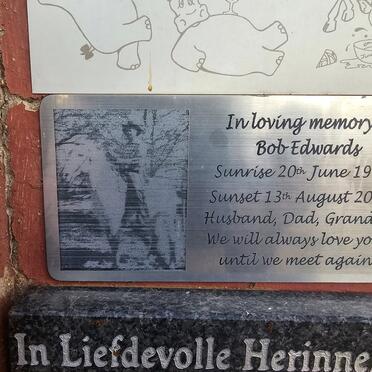 In loving memory
Bob Edwards
Sunrise 20th June 19
Sunset 13th August 20
Husband, Dad, Grand
We will always love yo
until we meet again
In Liefdevolle Herinne